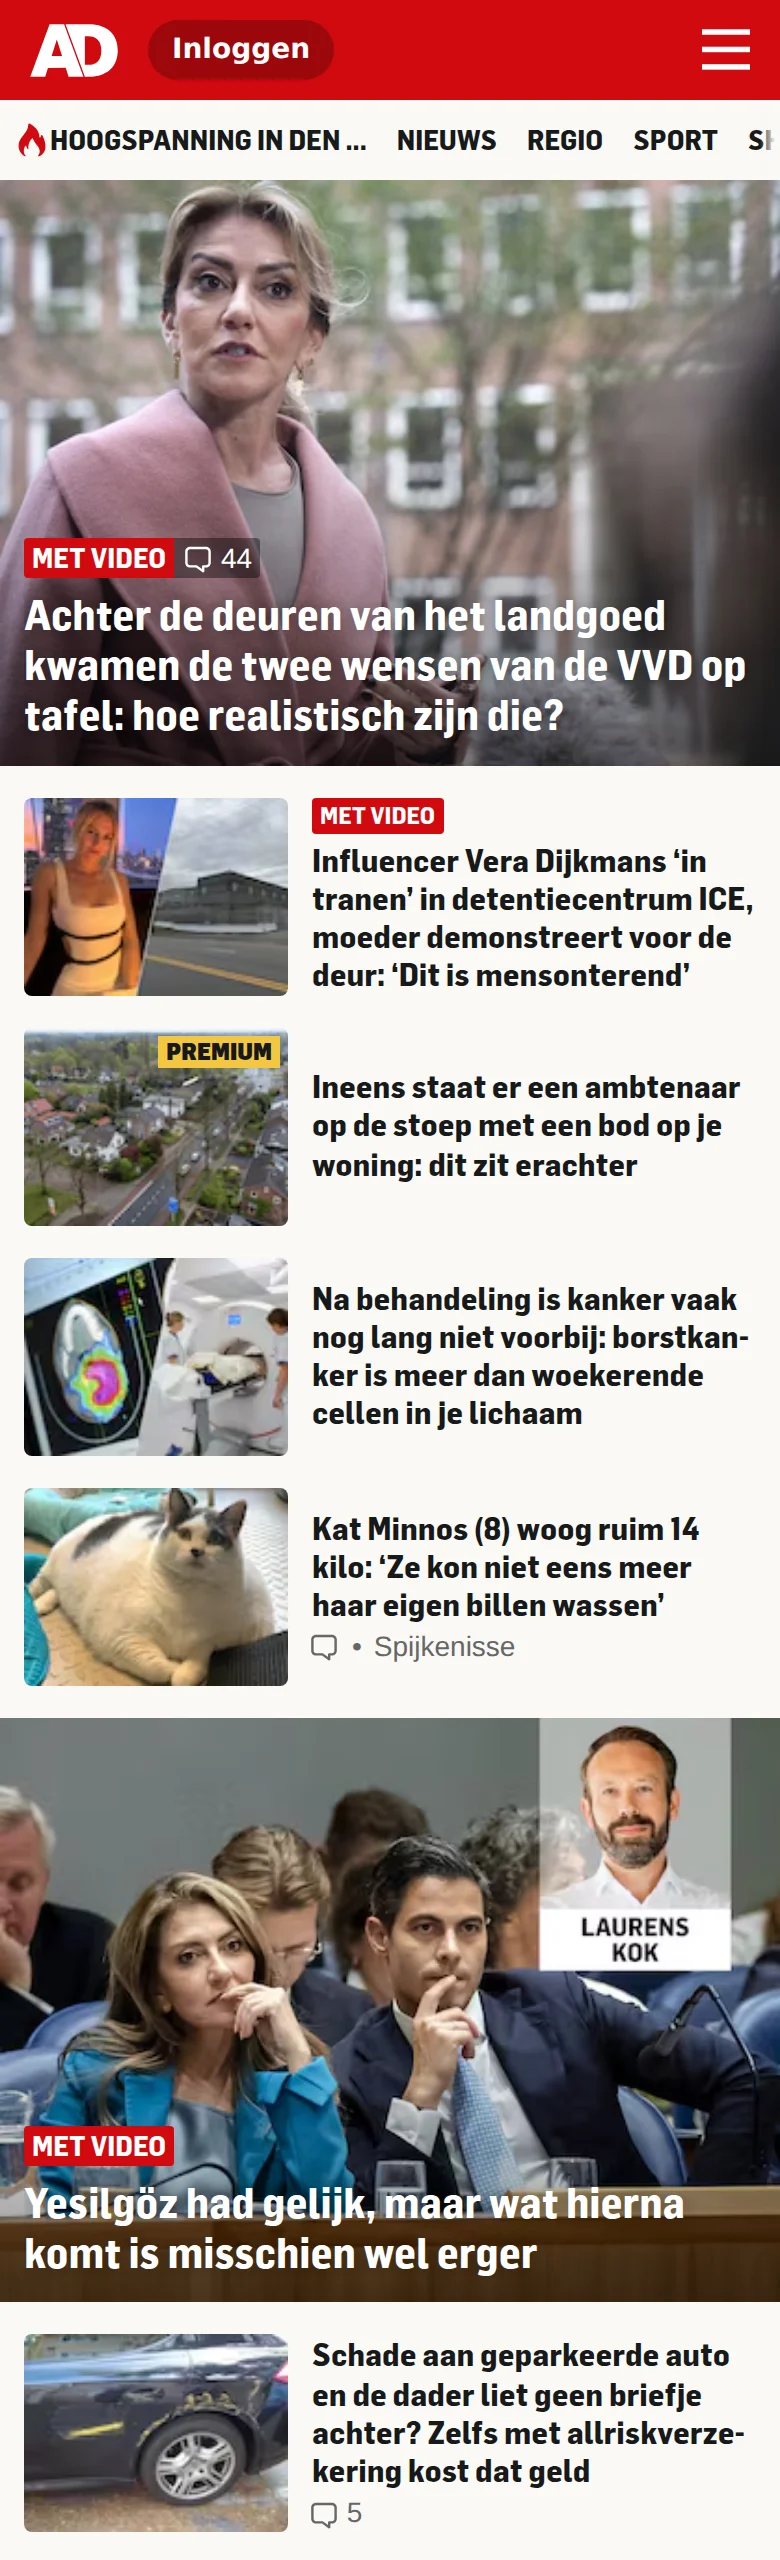 AD
Inloggen
HOOGSPANNING IN DEN ...
NIEUWS
REGIO
SPORT
MET VIDEO
44
Achter de deuren van het landgoed
kwamen de twee wensen van de VVD op
tafel: hoe realistisch zijn die?
MET VIDEO
Influencer Vera Dijkmans ‘in
tranen’ in detentiecentrum ICE,
moeder demonstreert voor de
deur: ‘Dit is mensonterend’
PREMIUM
Ineens staat er een ambtenaar
op de stoep met een bod op je
woning: dit zit erachter
Na behandeling is kanker vaak
nog lang niet voorbij: borstkan-
ker is meer dan woekerende
cellen in je lichaam
Kat Minnos (8) woog ruim 14
kilo: ‘Ze kon niet eens meer
haar eigen billen wassen’
• Spijkenisse
LAURENS
KOK
MET VIDEO
Yesilgöz had gelijk, maar wat hierna
komt is misschien wel erger
Schade aan geparkeerde auto
en de dader liet geen briefje
achter? Zelfs met allriskverze-
kering kost dat geld
5